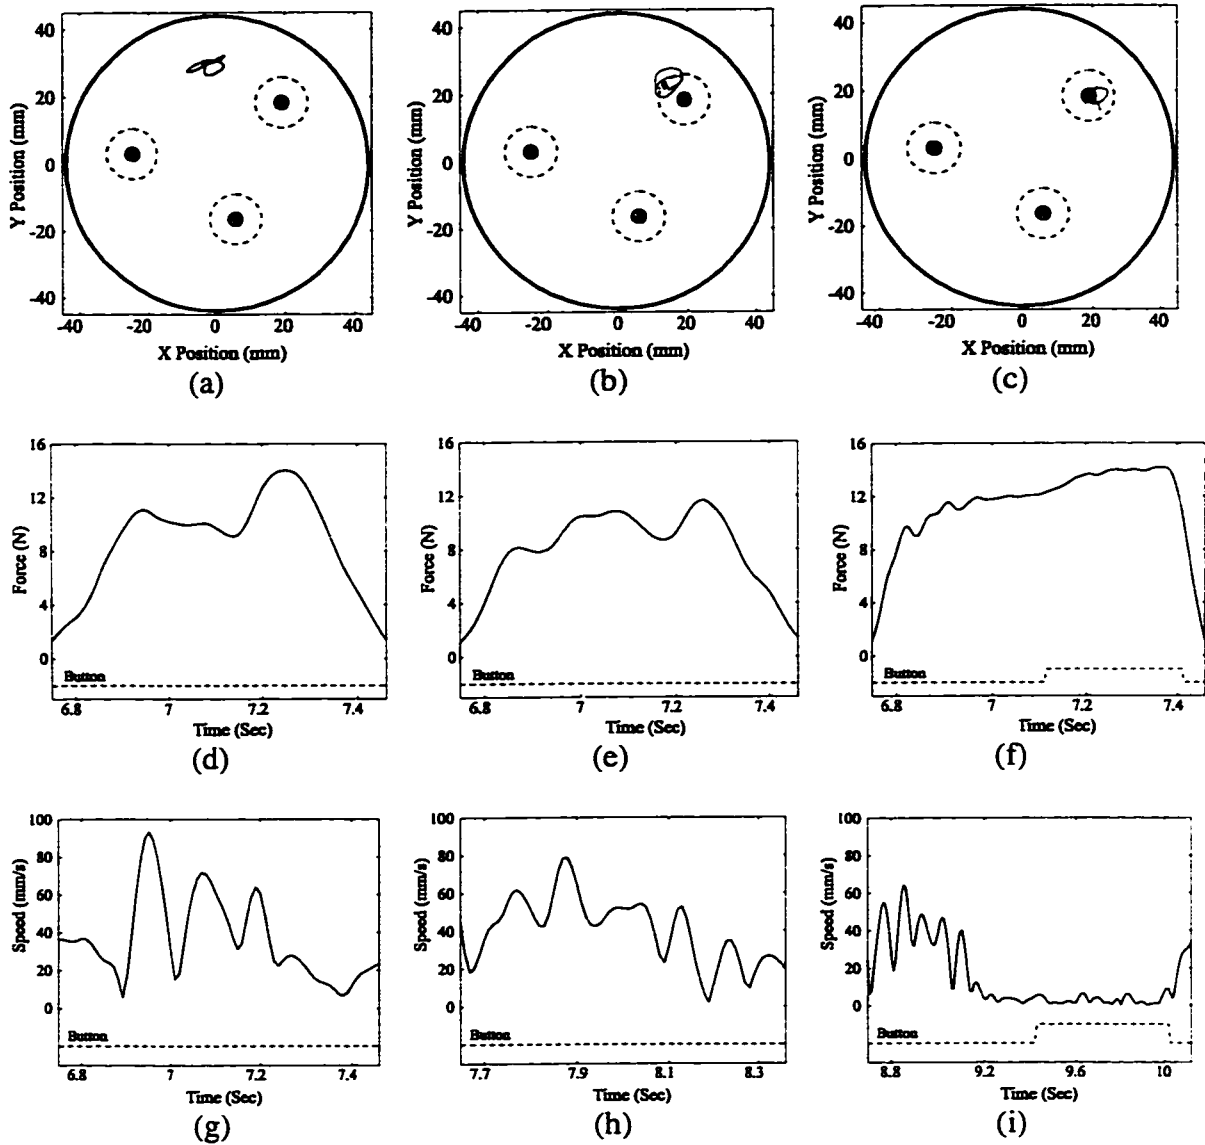 40
20
0
-20
-40
Y Position (mm)
-40 -20 0 20 40
X Position (mm)
(a)
40
20
0
-20
-40
Y Position (mm)
-40 -20 0 20 40
X Position (mm)
(b)
40
20
0
-20
-40
Y Position (mm)
-40 -20 0 20 40
X Position (mm)
(c)
16
12
8
4
0
Force (N)
Button
6.8 7 7.2 7.4
Time (Sec)
(d)
16
12
8
4
0
Force (N)
Button
6.8 7 7.2 7.4
Time (Sec)
(e)
16
12
8
4
0
Force (N)
Button
6.8 7 7.2 7.4
Time (Sec)
(f)
100
80
60
40
20
0
Speed (mm/s)
Button
6.8 7 7.2 7.4
Time (Sec)
(g)
100
80
60
40
20
0
Speed (mm/s)
Button
7.7 7.9 8.1 8.3
Time (Sec)
(h)
100
80
60
40
20
0
Speed (mm/s)
Button
8.8 9.2 9.6 10
Time (Sec)
(i)